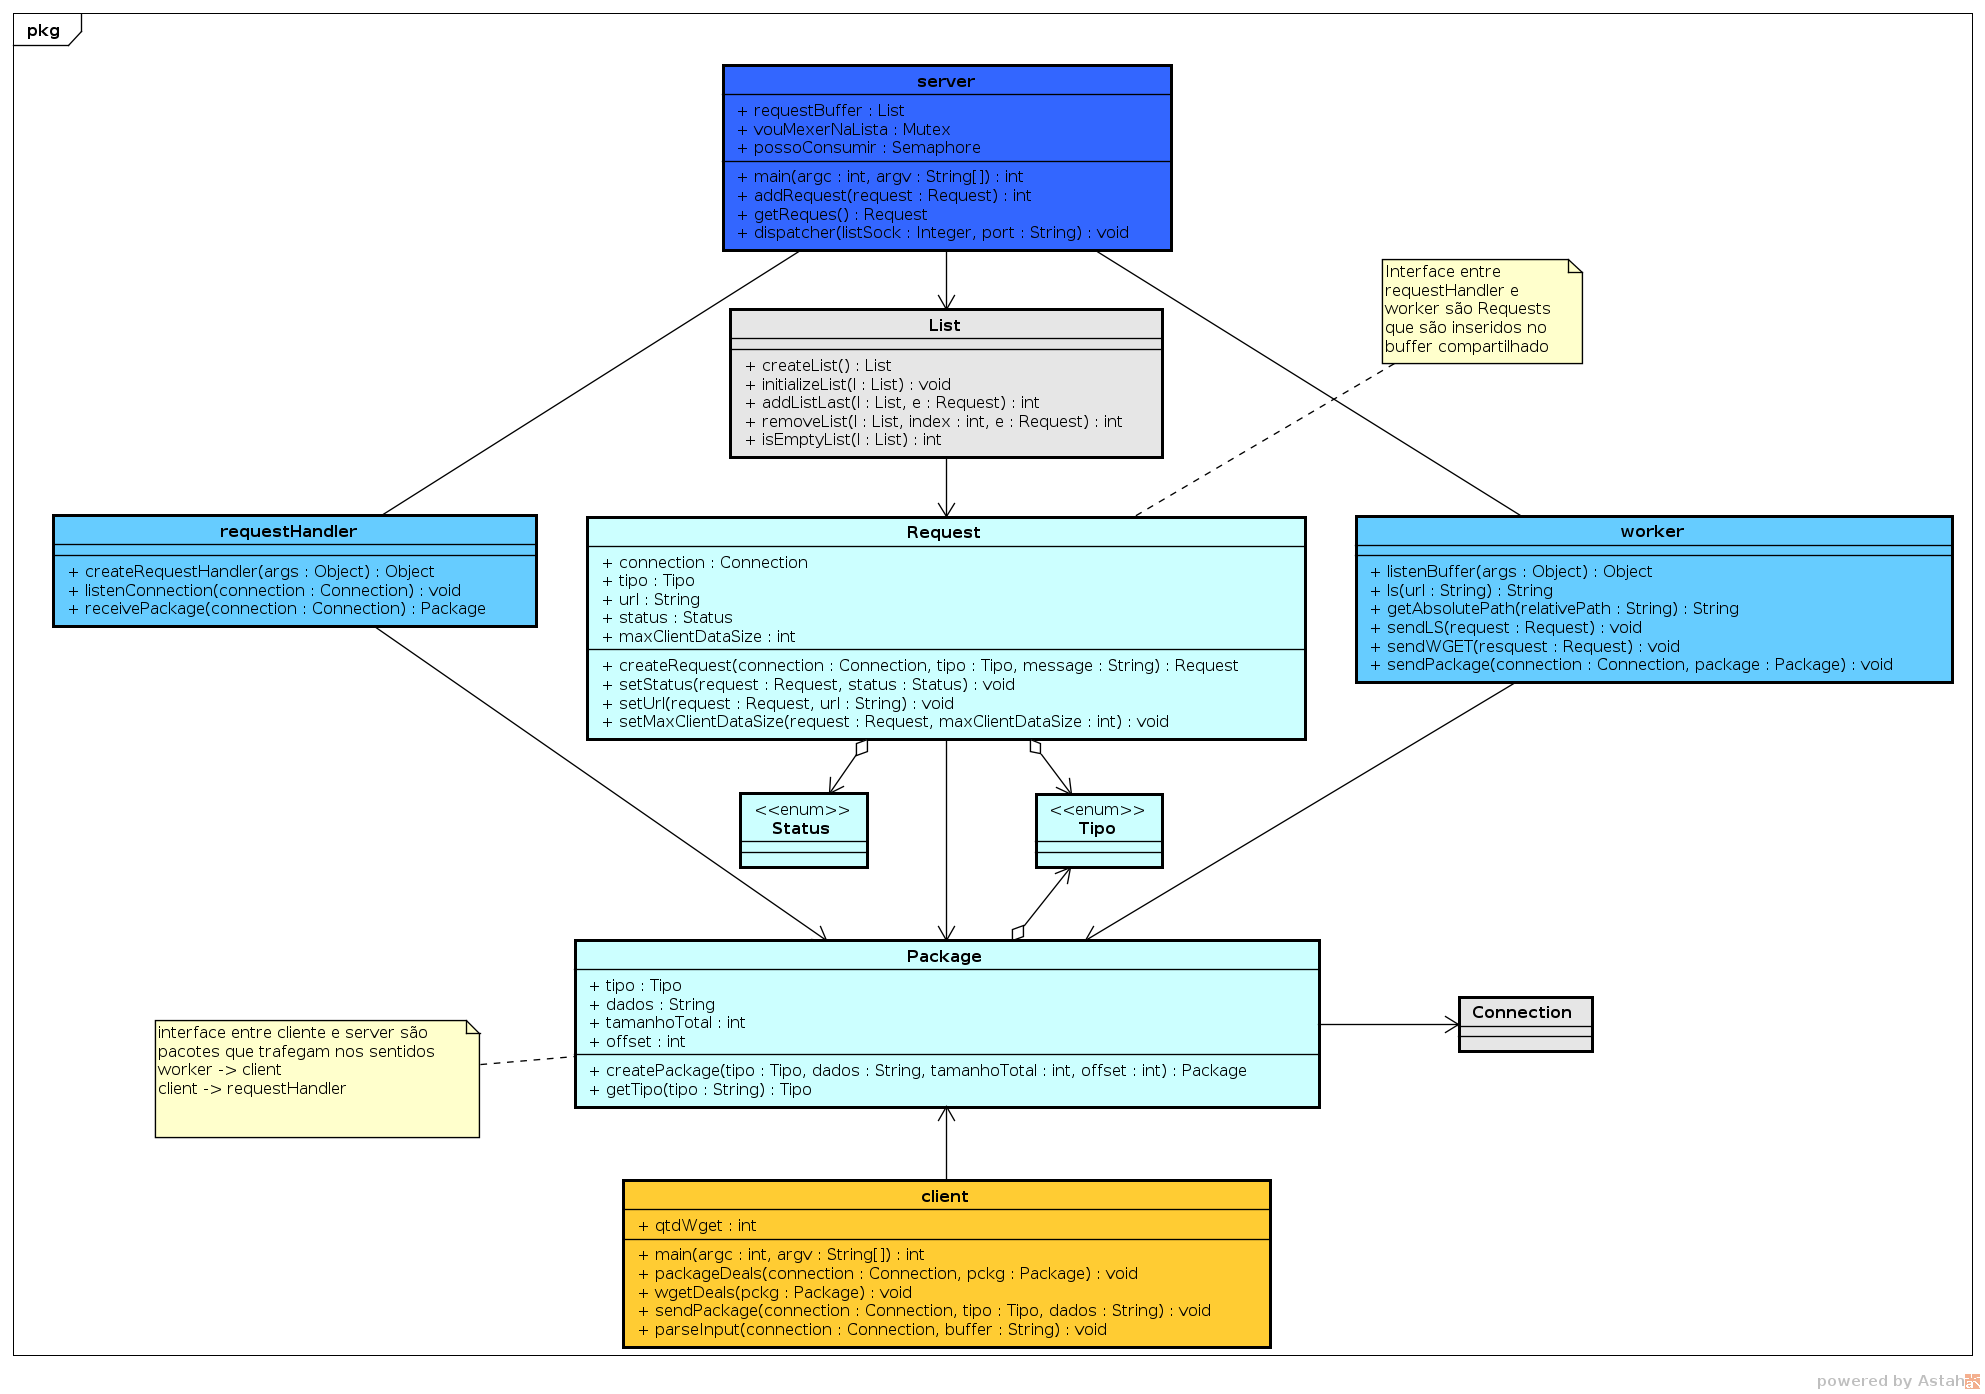 pkg
server
+ requestBuffer : List
+ vouMexerNaLista : Mutex
+ possoConsumir : Semaphore
+ main(argc : int, argv : String[]) : int
+ addRequest(request : Request) : int
+ getReques() : Request
+ dispatcher(listSock : Integer, port : String) : void
Interface entre
requestHandler e
worker são Requests
que são inseridos no
buffer compartilhado
List
+ createList() : List
+ initializeList(l : List) : void
+ addListLast(l : List, e : Request) : int
+ removeList(l : List, index : int, e : Request) : int
+ isEmptyList(l : List) : int
requestHandler
+ createRequestHandler(args : Object) : Object
+ listenConnection(connection : Connection) : void
+ receivePackage(connection : Connection) : Package
Request
+ connection : Connection
+ tipo : Tipo
+ url : String
+ status : Status
+ maxClientDataSize : int
+ createRequest(connection : Connection, tipo : Tipo, message : String) : Request
+ setStatus(request : Request, status : Status) : void
+ setUrl(request : Request, url : String) : void
+ setMaxClientDataSize(request : Request, maxClientDataSize : int) : void
worker
+ listenBuffer(args : Object) : Object
+ ls(url : String) : String
+ getAbsolutePath(relativePath : String) : String
+ sendLS(request : Request) : void
+ sendWGET(resquest : Request) : void
+ sendPackage(connection : Connection, package : Package) : void
<<enum>>
Status
<<enum>>
Tipo
Package
+ tipo : Tipo
+ dados : String
+ tamanhoTotal : int
+ offset : int
+ createPackage(tipo : Tipo, dados : String, tamanhoTotal : int, offset : int) : Package
+ getTipo(tipo : String) : Tipo
Connection
interface entre cliente e server são
pacotes que trafegam nos sentidos
worker -> client
client -> requestHandler
client
+ qtdWget : int
+ main(argc : int, argv : String[]) : int
+ packageDeals(connection : Connection, pckg : Package) : void
+ wgetDeals(pckg : Package) : void
+ sendPackage(connection : Connection, tipo : Tipo, dados : String) : void
+ parseInput(connection : Connection, buffer : String) : void
powered by Astah